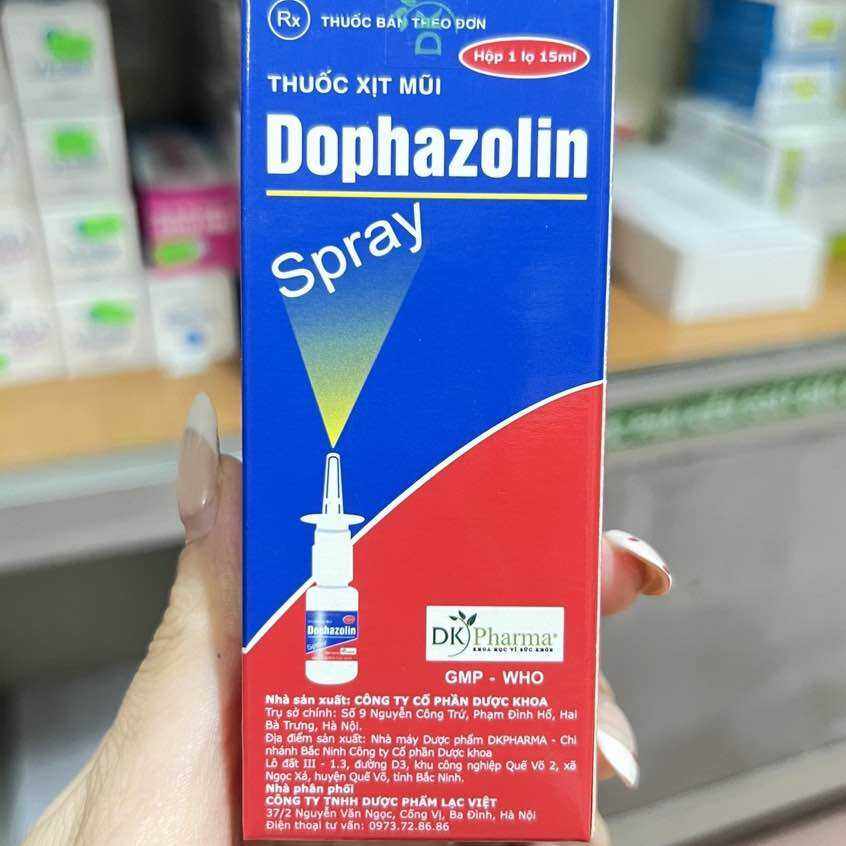 Rx THUỐC BÁN THEO ĐƠN
Hộp 1 lọ 15ml
THUỐC XỊT MŨI
Dophazolin
Spray
Dophazolin
Spray
DK Pharma®
KHOA HỌC VÌ SỨC KHỎE
GMP - WHO
Nhà sản xuất: CÔNG TY CỔ PHẦN DƯỢC KHOA
Trụ sở chính: Số 9 Nguyễn Công Trứ, Phạm Đình Hổ, Hai
Bà Trưng, Hà Nội.
Địa điểm sản xuất: Nhà máy Dược phẩm DKPHARMA - Chi
nhánh Bắc Ninh Công ty Cổ phần Dược khoa
Lô đất III - 1.3, đường D3, khu công nghiệp Quế Võ 2, xã
Ngọc Xá, huyện Quế Võ, tỉnh Bắc Ninh.
Nhà phân phối
CÔNG TY TNHH DƯỢC PHẨM LẠC VIỆT
37/2 Nguyễn Văn Ngọc, Cống Vị, Ba Đình, Hà Nội
Điện thoại tư vấn: 0973.72.86.86